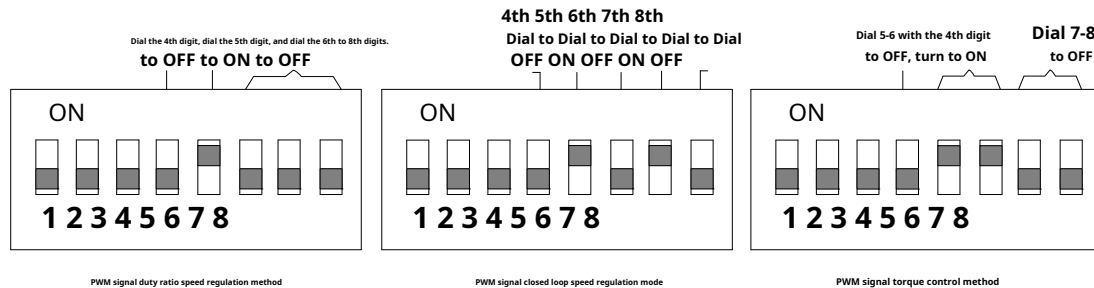 Dial the 4th digit, dial the 5th digit, and dial the 6th to 8th digits.
to OFF to ON to OFF
ON
1 2 3 4 5 6 7 8
PWM signal duty ratio speed regulation method
4th 5th 6th 7th 8th
Dial to Dial to Dial to Dial to Dial
OFF ON OFF ON OFF
ON
1 2 3 4 5 6 7 8
PWM signal closed loop speed regulation mode
Dial 5-6 with the 4th digit
to OFF, turn to ON
Dial 7-8
to OFF
ON
1 2 3 4 5 6 7 8
PWM signal torque control method